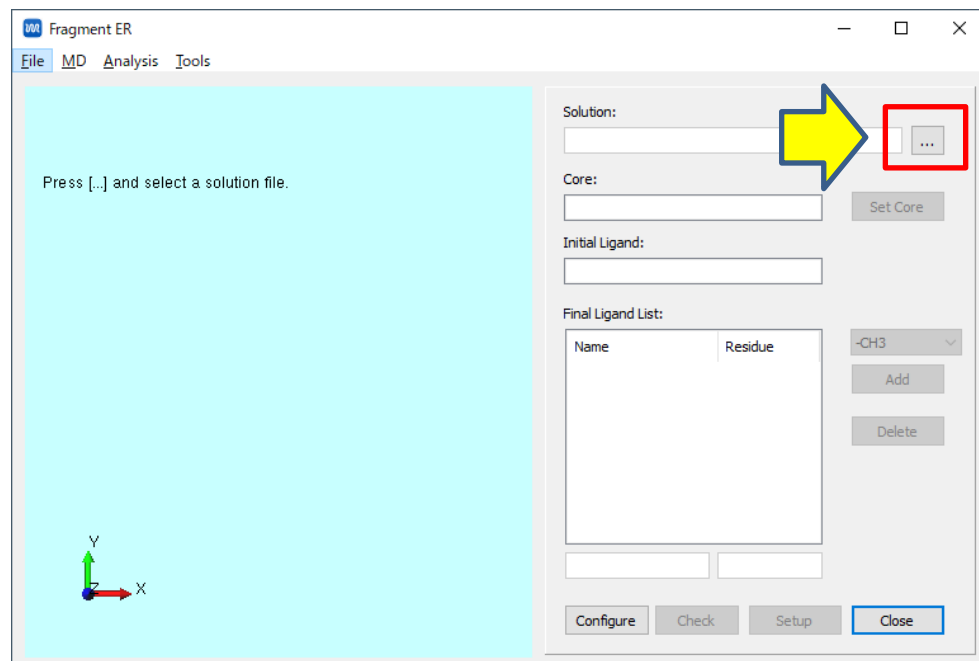 Fragment ER
File MD Analysis Tools
Press [...] and select a solution file.
Solution:
...
Core:
Set Core
Initial Ligand:
Final Ligand List:
Name Residue
-CH3
Add
Delete
Y
Z
X
Configure Check Setup Close